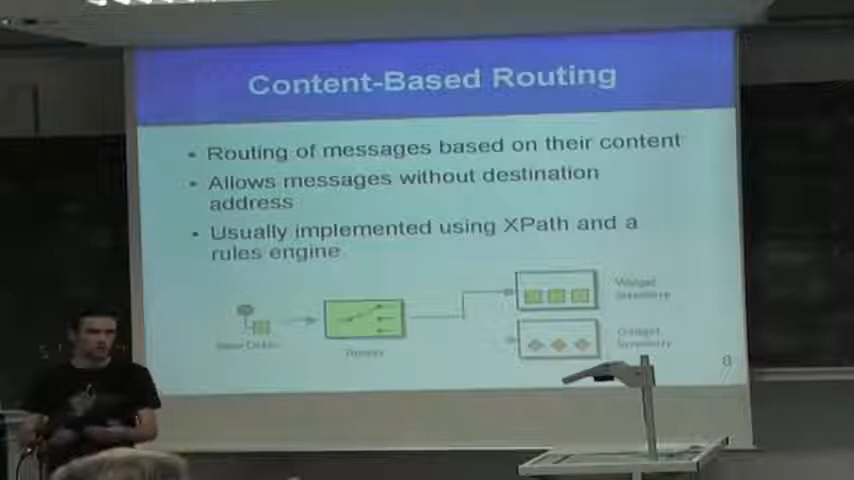 Content-Based Routing
• Routing of messages based on their content
• Allows messages without destination
address
• Usually implemented using XPath and a
rules engine
Widget
Inventory
New Order
Router
Gadget
Inventory
8